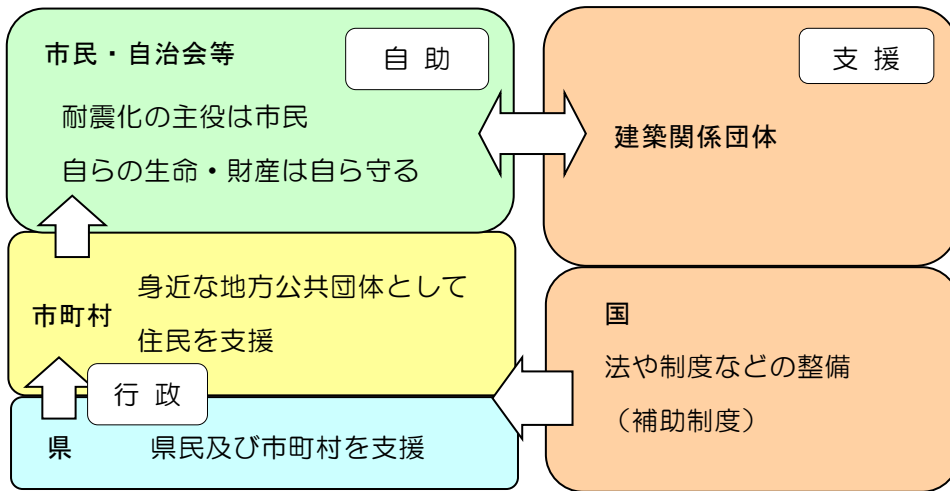 市民・自治会等
自 助
耐震化の主役は市民
自らの生命・財産は自ら守る
支 援
建築関係団体
市町村
身近な地方公共団体として
住民を支援
行 政
県
県民及び市町村を支援
国
法や制度などの整備
（補助制度）